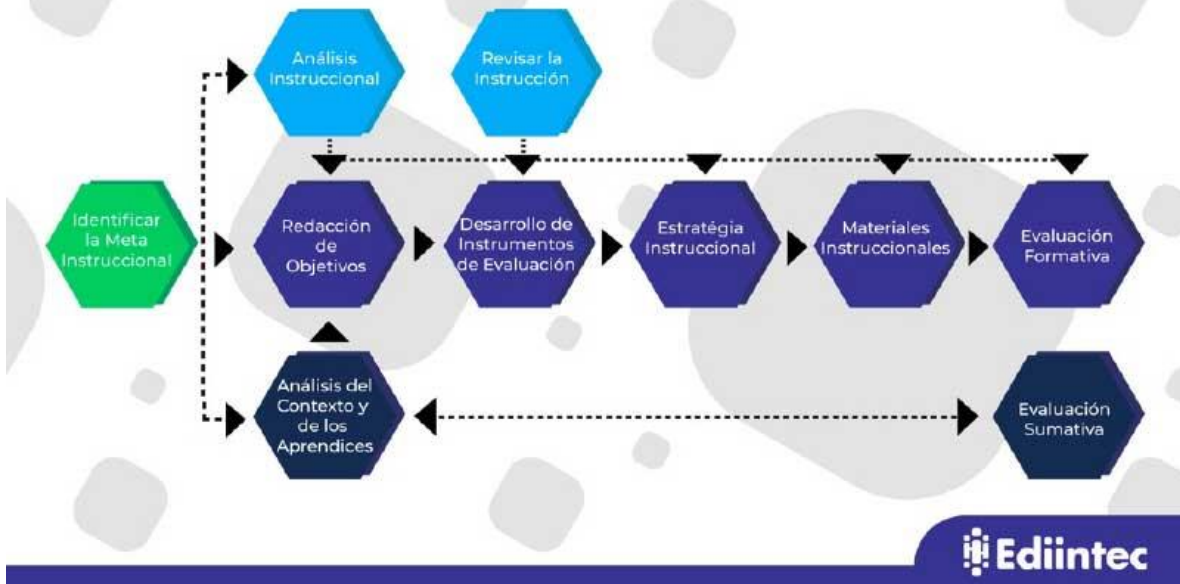 Análisis
Instruccional
Revisar la
Instrucción
Identificar
la Meta
Instruccional
Redacción
de
Objetivos
Desarrollo de
Instrumentos
de Evaluación
Estratégia
Instruccional
Materiales
Instruccionales
Evaluación
Formativa
Análisis del
Contexto y
de los
Aprendices
Evaluación
Sumativa
Ediintec